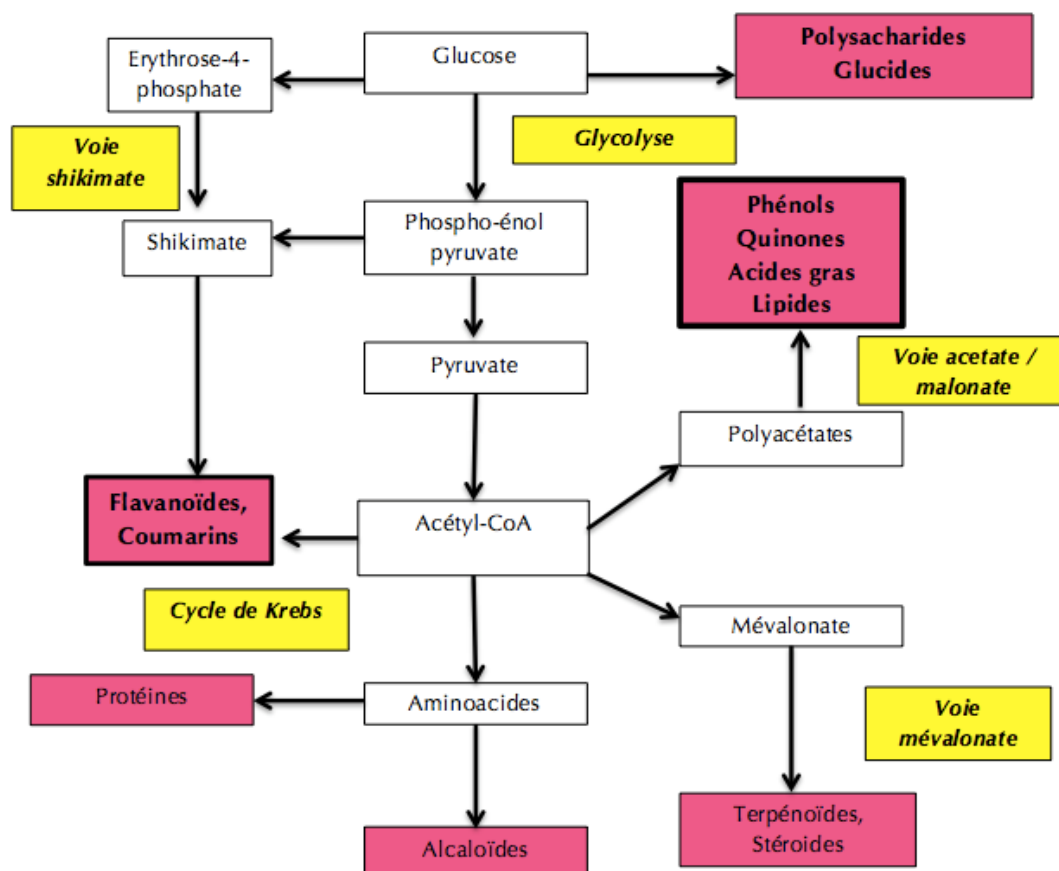 Erythrose-4-
phosphate
Glucose
Polysacharides
Glucides
Voie
shikimate
Glycolyse
Shikimate
Phospho-énol
pyruvate
Phénols
Quinones
Acides gras
Lipides
Pyruvate
Voie acetate /
malonate
Polyacétates
Flavanoïdes,
Coumarins
Acétyl-CoA
Cycle de Krebs
Mévalonate
Protéines
Aminoacides
Voie
mévalonate
Alcaloïdes
Terpénoïdes,
Stéroides